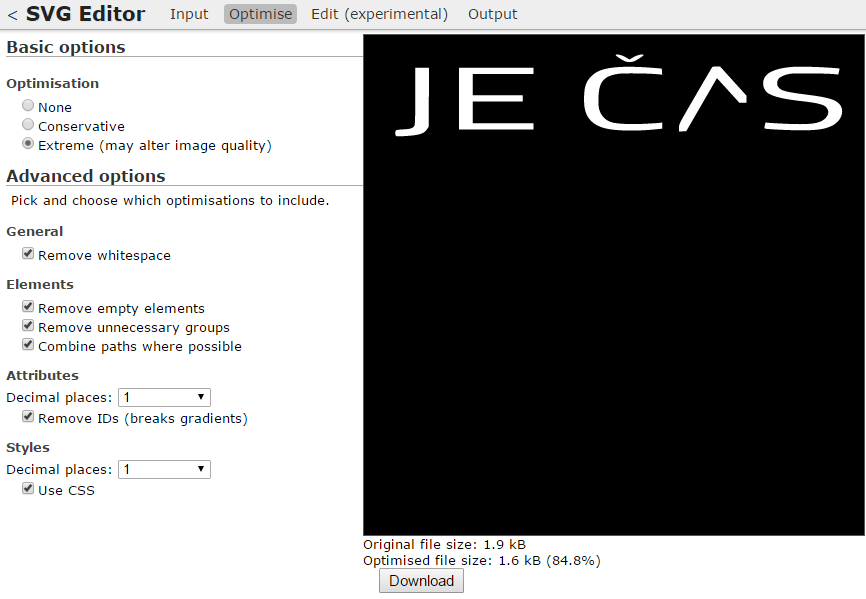 < SVG Editor Input Optimise Edit (experimental) Output
Basic options
Optimisation
None
Conservative
Extreme (may alter image quality)
Advanced options
Pick and choose which optimisations to include.
General
Remove whitespace
Elements
Remove empty elements
Remove unnecessary groups
Combine paths where possible
Attributes
Decimal places: 1
Remove IDs (breaks gradients)
Styles
Decimal places: 1
Use CSS
JE ČAS
Original file size: 1.9 kB
Optimised file size: 1.6 kB (84.8%)
Download